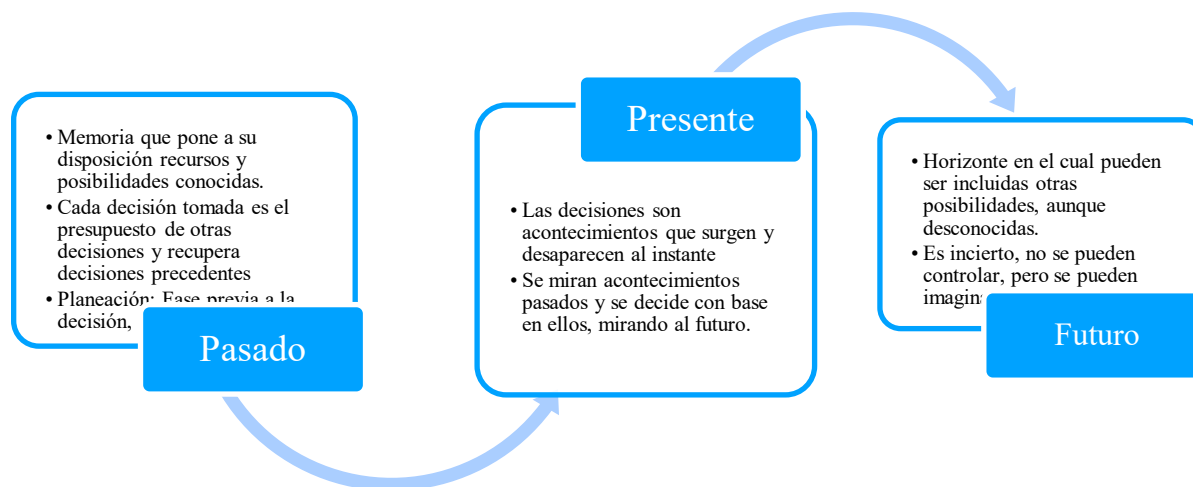 • Memoria que pone a su
disposición recursos y
posibilidades conocidas.
• Cada decisión tomada es el
presupuesto de otras
decisiones y recupera
decisiones precedentes
• Planeación: Fase previa a la
decisión,
Pasado
Presente
• Las decisiones son
acontecimientos que surgen y
desaparecen al instante
• Se miran acontecimientos
pasados y se decide con base
en ellos, mirando al futuro.
• Horizonte en el cual pueden
ser incluidas otras
posibilidades, aunque
desconocidas.
• Es incierto, no se pueden
controlar, pero se pueden
Futuro